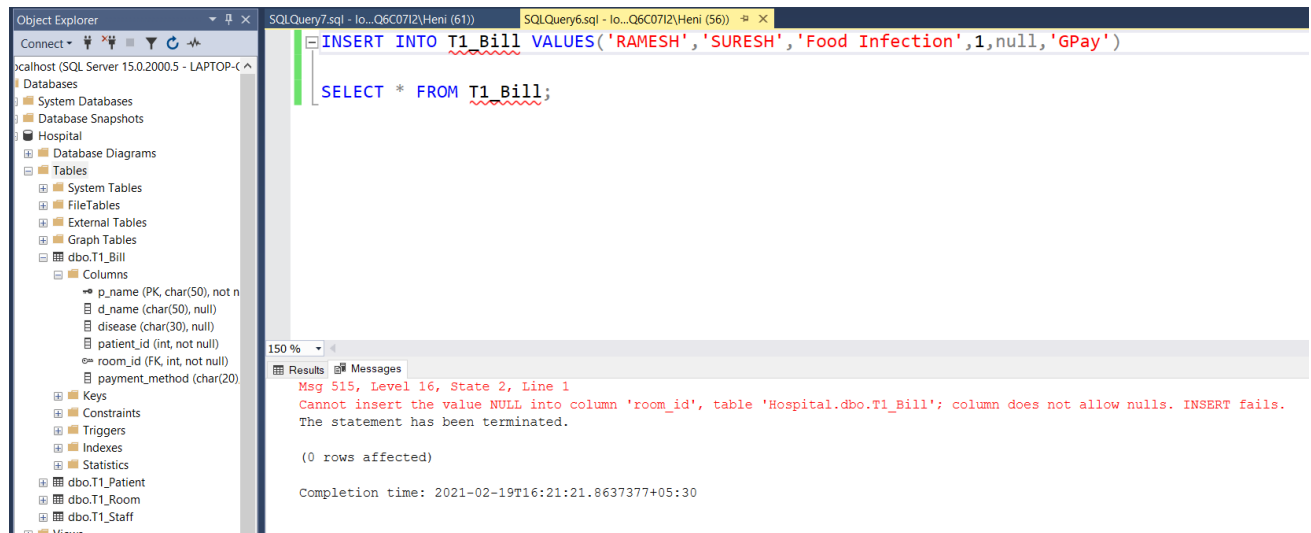 Object Explorer
Connect
ocalhost (SQL Server 15.0.2000.5 - LAPTOP-
Databases
System Databases
Database Snapshots
Hospital
Database Diagrams
Tables
System Tables
FileTables
External Tables
Graph Tables
dbo.T1_Bill
Columns
p_name (PK, char(50), not n
d_name (char(50), null)
disease (char(30), null)
patient_id (int, not null)
room_id (FK, int, not null)
payment_method (char(20)
Keys
Constraints
Triggers
Indexes
Statistics
dbo.T1_Patient
dbo.T1_Room
dbo.T1_Staff
SQLQuery7.sql - lo...Q6C07I2\Heni (61))
SQLQuery6.sql - lo...Q6C07I2\Heni (56))
INSERT INTO T1_Bill VALUES('RAMESH','SURESH','Food Infection',1,null,'GPay')
SELECT * FROM T1_Bill;
150 %
Results Messages
Msg 515, Level 16, State 2, Line 1
Cannot insert the value NULL into column 'room_id', table 'Hospital.dbo.T1_Bill'; column does not allow nulls. INSERT fails.
The statement has been terminated.
(0 rows affected)
Completion time: 2021-02-19T16:21:21.8637377+05:30